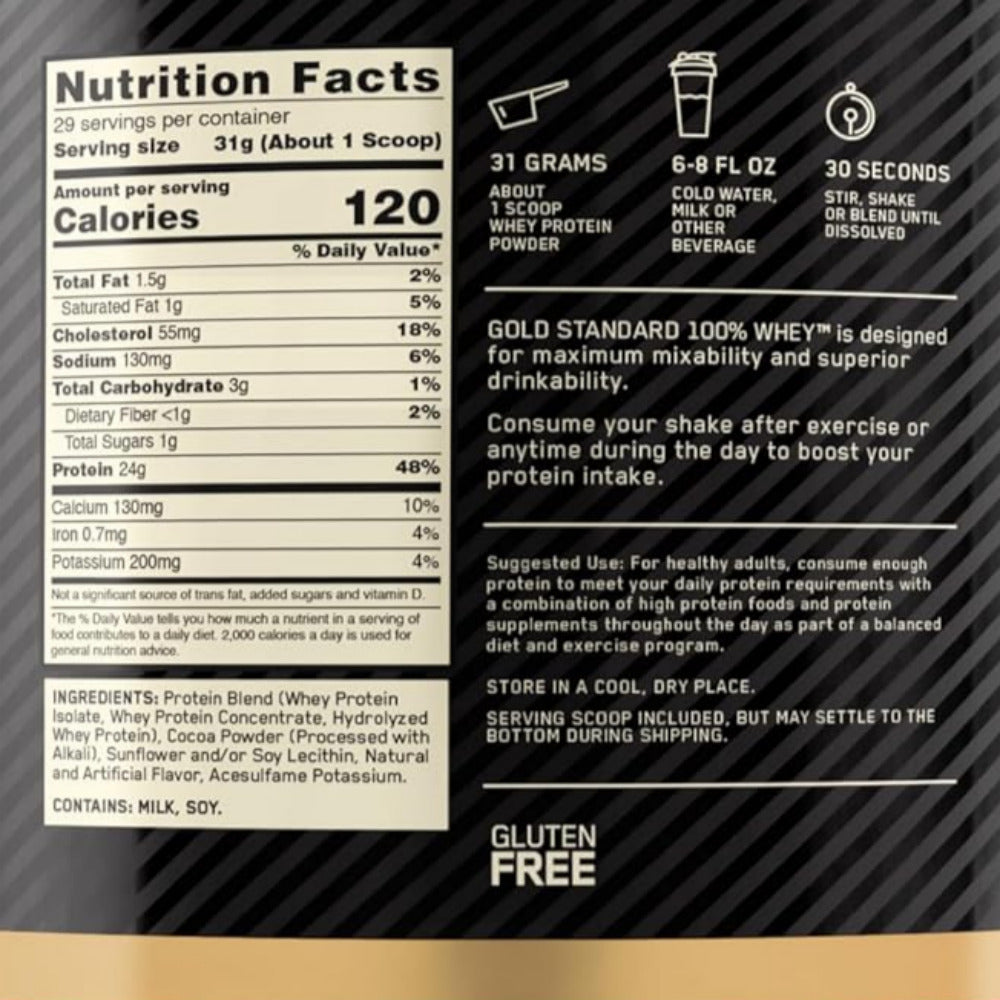 Nutrition Facts
29 servings per container
Serving size 31g (About 1 Scoop)
Amount per serving
Calories 120
% Daily Value*
Total Fat 1.5g 2%
Saturated Fat 1g 5%
Cholesterol 55mg 18%
Sodium 130mg 6%
Total Carbohydrate 3g 1%
Dietary Fiber <1g 2%
Total Sugars 1g
Protein 24g 48%
Calcium 130mg 10%
Iron 0.7mg 4%
Potassium 200mg 4%
Not a significant source of trans fat, added sugars and vitamin D.
*The % Daily Value tells you how much a nutrient in a serving of
food contributes to a daily diet. 2,000 calories a day is used for
general nutrition advice.
INGREDIENTS: Protein Blend (Whey Protein
Isolate, Whey Protein Concentrate, Hydrolyzed
Whey Protein), Cocoa Powder (Processed with
Alkali), Sunflower and/or Soy Lecithin, Natural
and Artificial Flavor, Acesulfame Potassium.
CONTAINS: MILK, SOY.
31 GRAMS
ABOUT
1 SCOOP
WHEY PROTEIN
POWDER
6-8 FL OZ
COLD WATER,
MILK OR
OTHER
BEVERAGE
30 SECONDS
STIR, SHAKE
OR BLEND UNTIL
DISSOLVED
GOLD STANDARD 100% WHEY™ is designed
for maximum mixability and superior
drinkability.
Consume your shake after exercise or
anytime during the day to boost your
protein intake.
Suggested Use: For healthy adults, consume enough
protein to meet your daily protein requirements with
a combination of high protein foods and protein
supplements throughout the day as part of a balanced
diet and exercise program.
STORE IN A COOL, DRY PLACE.
SERVING SCOOP INCLUDED, BUT MAY SETTLE TO THE
BOTTOM DURING SHIPPING.
GLUTEN
FREE